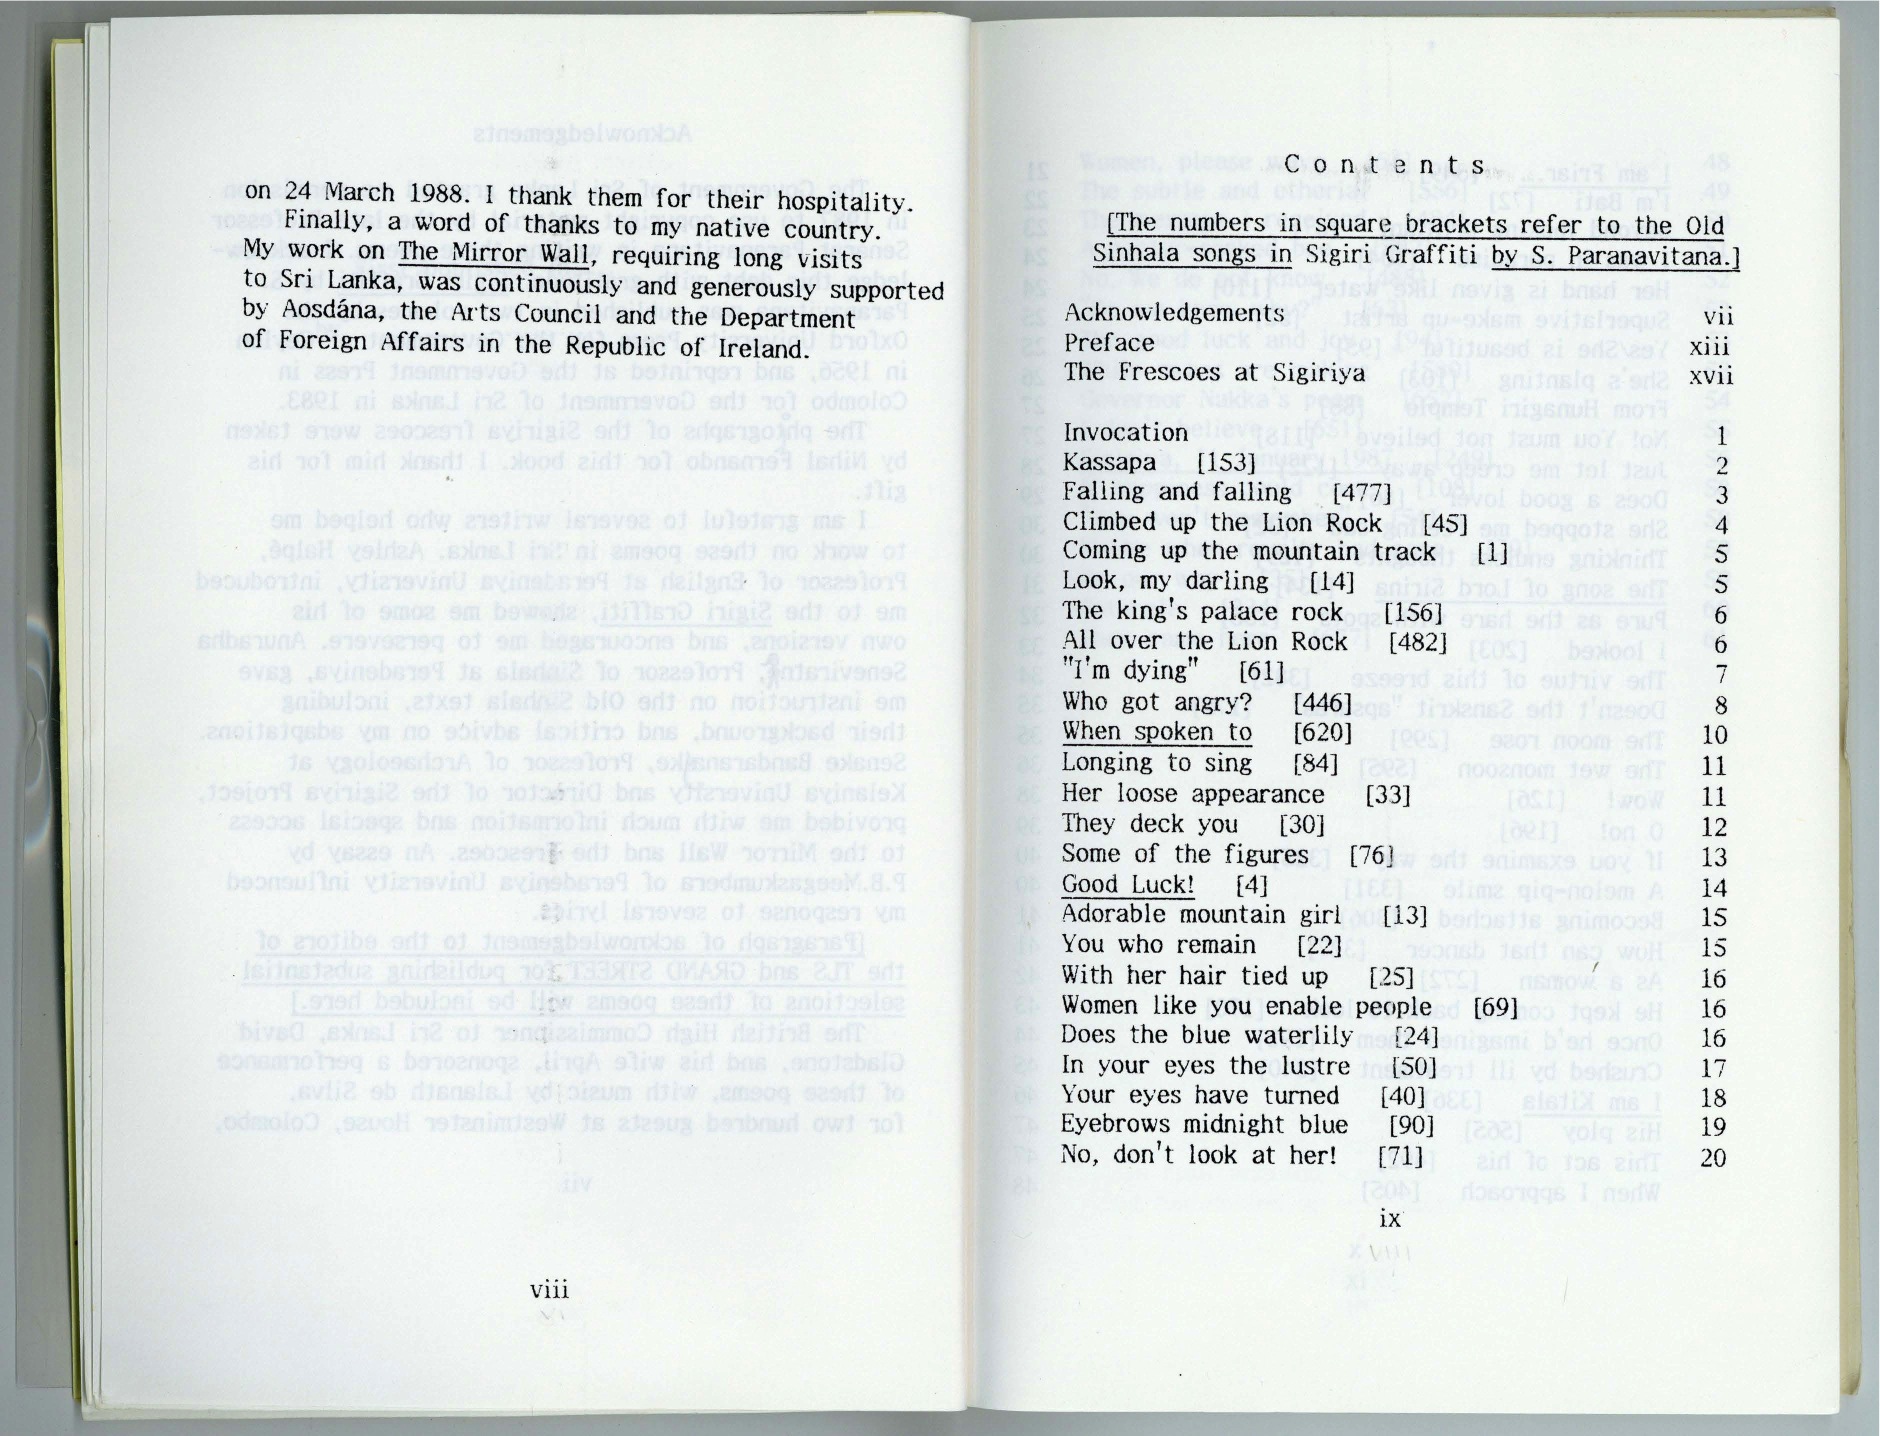 on 24 March 1988. I thank them for their hospitality.
Finally, a word of thanks to my native country.
My work on The Mirror Wall, requiring long visits
to Sri Lanka, was continuously and generously supported
by Aosdána, the Arts Council and the Department
of Foreign Affairs in the Republic of Ireland.
viii
Contents
[The numbers in square brackets refer to the Old
Sinhala songs in Sigiri Graffiti by S. Paranavitana.]
Acknowledgements vii
Preface xiii
The Frescoes at Sigiriya xvii
Invocation 1
Kassapa [153] 2
Falling and falling [477] 3
Climbed up the Lion Rock [45] 4
Coming up the mountain track [1] 5
Look, my darling [14] 5
The king's palace rock [156] 6
All over the Lion Rock [482] 6
"I'm dying" [61] 7
Who got angry? [446] 8
When spoken to [620] 10
Longing to sing [84] 11
Her loose appearance [33] 11
They deck you [30] 12
Some of the figures [76] 13
Good Luck! [4] 14
Adorable mountain girl [13] 15
You who remain [22] 15
With her hair tied up [25] 16
Women like you enable people [69] 16
Does the blue waterlily [24] 16
In your eyes the lustre [50] 17
Your eyes have turned [40] 18
Eyebrows midnight blue [90] 19
No, don't look at her! [71] 20
ix